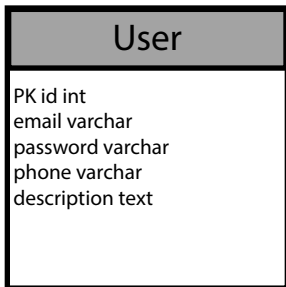 User
PK id int
email varchar
password varchar
phone varchar
description text